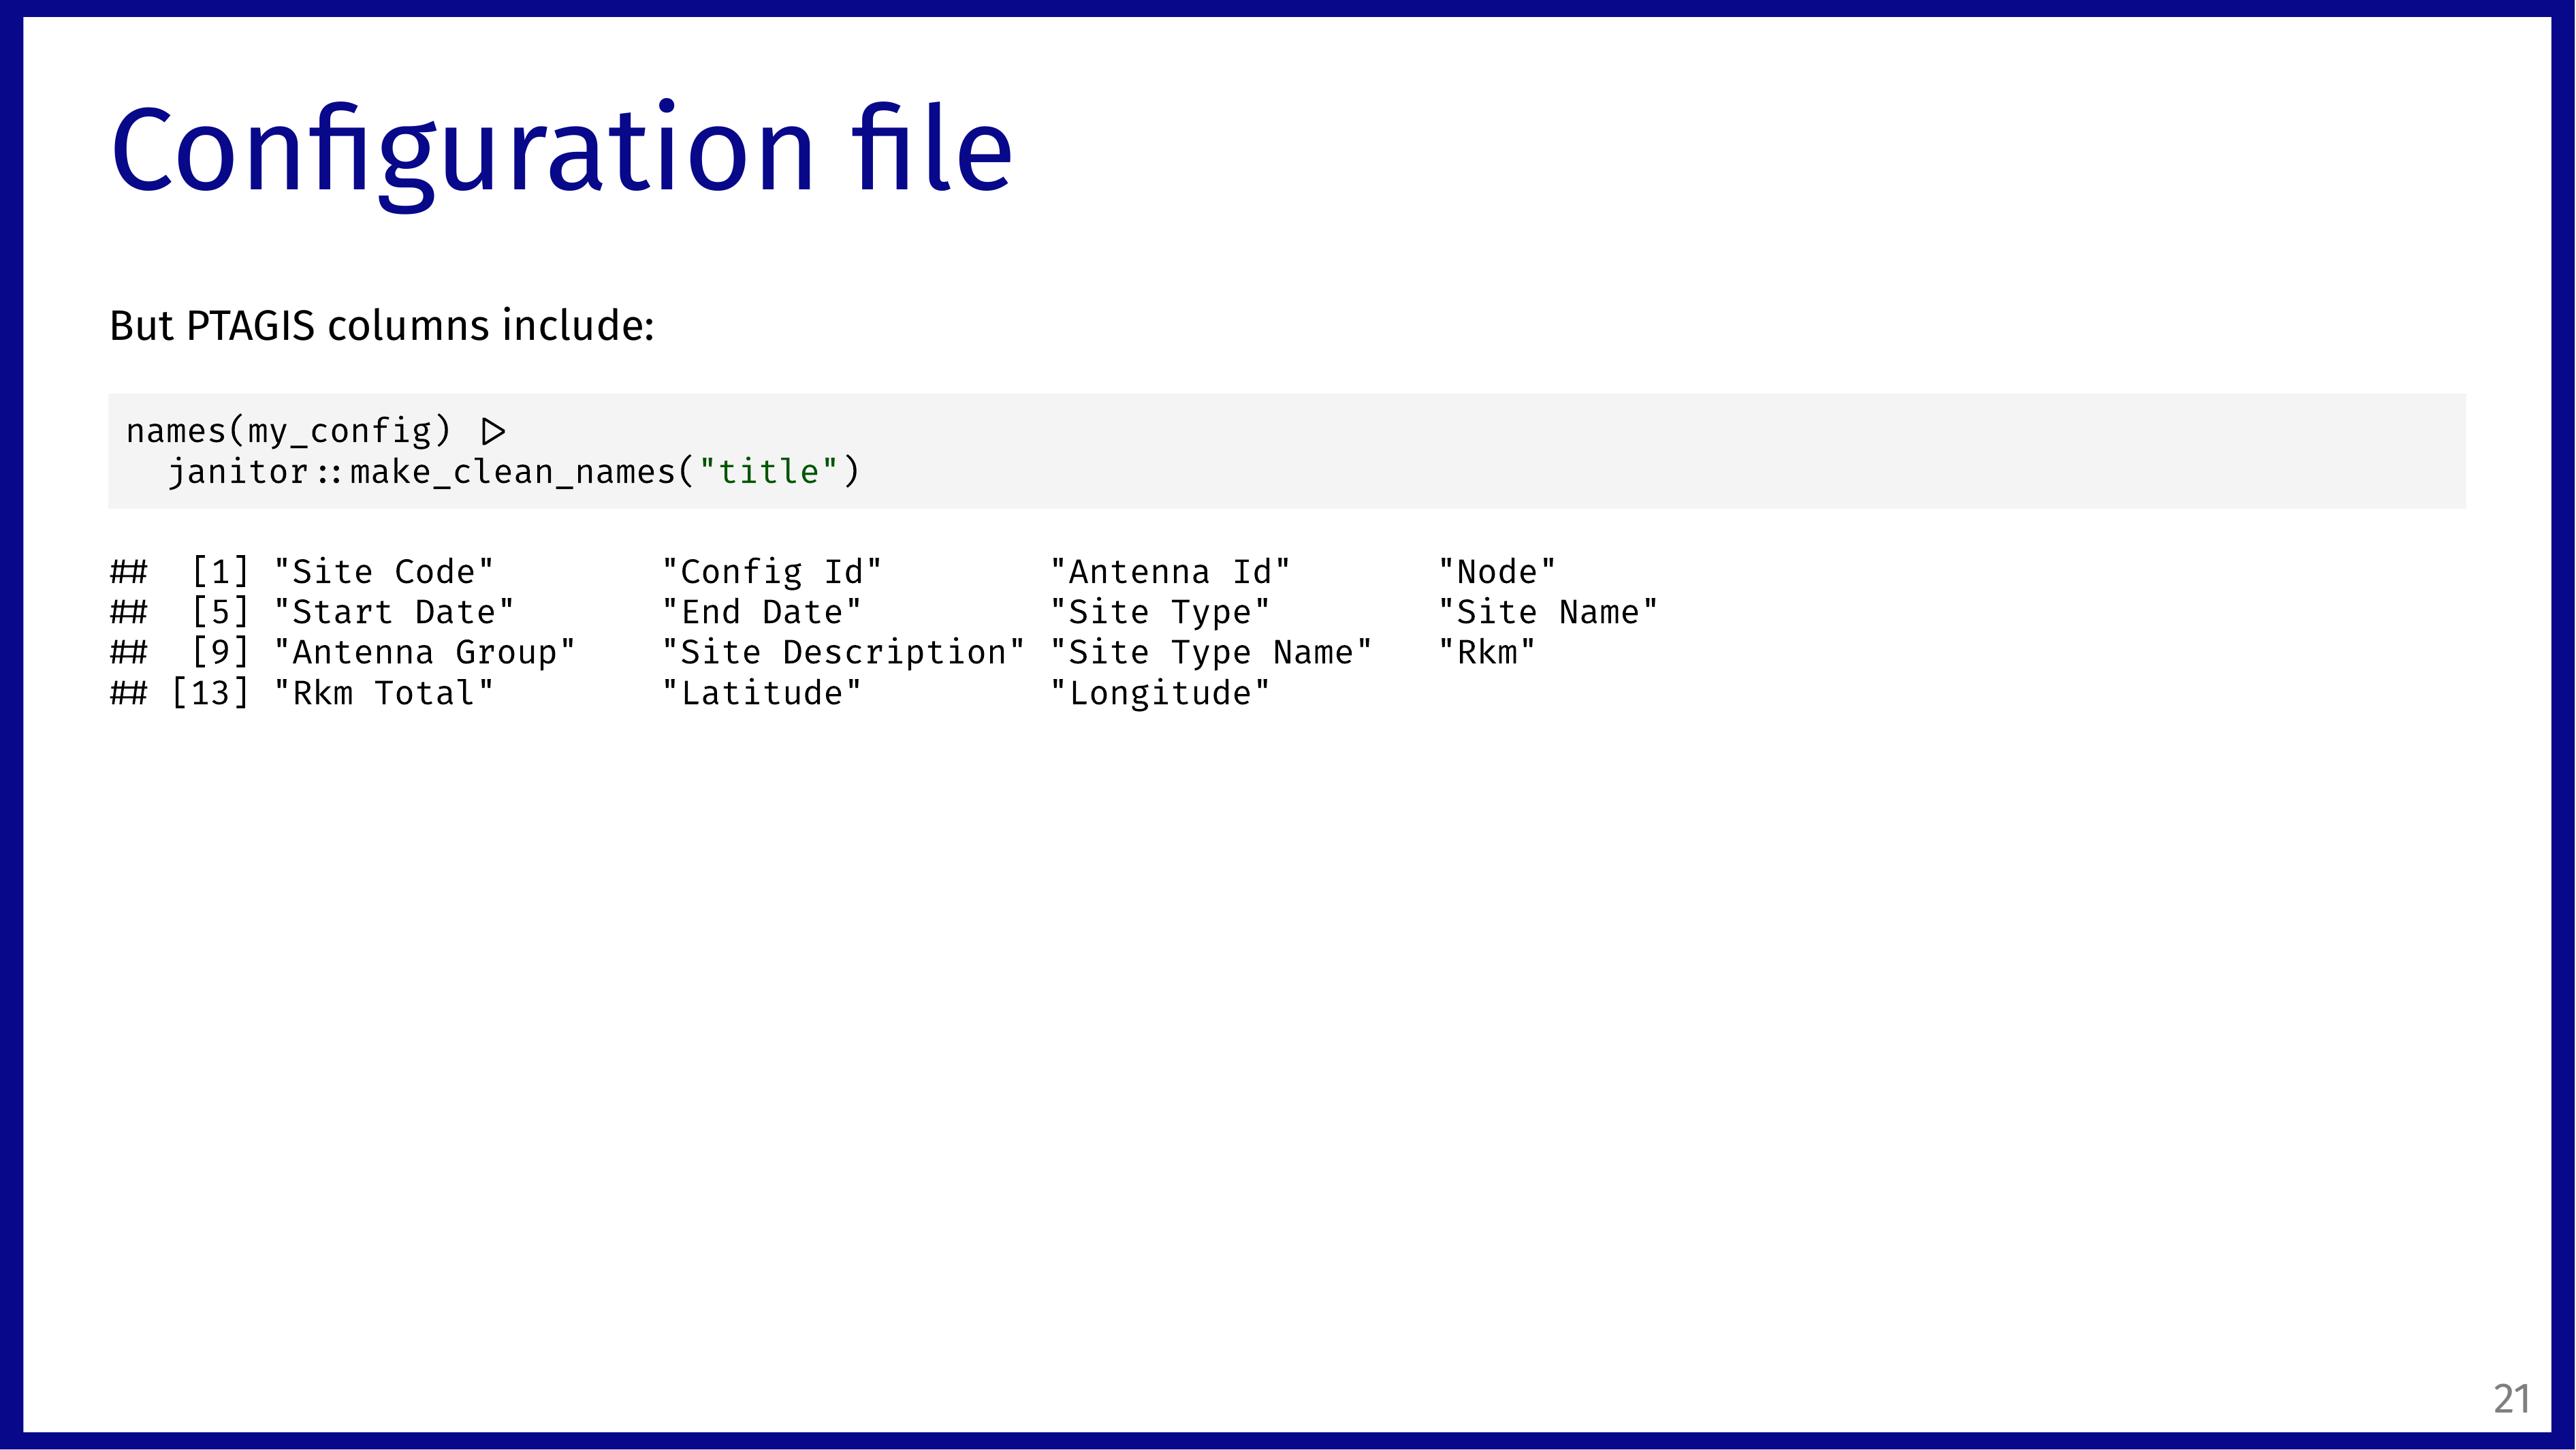 Configuration file
But PTAGIS columns include:
names(my_config) |>
  janitor::make_clean_names("title")
##  [1] "Site Code"        "Config Id"        "Antenna Id"       "Node"
##  [5] "Start Date"       "End Date"         "Site Type"        "Site Name"
##  [9] "Antenna Group"    "Site Description" "Site Type Name"   "Rkm"
## [13] "Rkm Total"        "Latitude"         "Longitude"
21